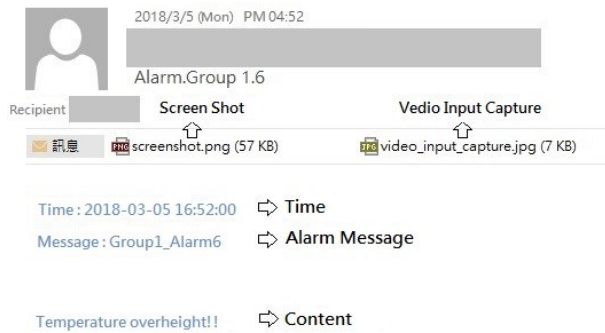 2018/3/5 (Mon) PM 04:52
Alarm.Group 1.6
Recipient
Screen Shot Vedio Input Capture
訊息 PNG screenshot.png (57 KB) JPG video_input_capture.jpg (7 KB)
Time : 2018-03-05 16:52:00 Time
Message : Group1_Alarm6 Alarm Message
Temperature overheight!! Content